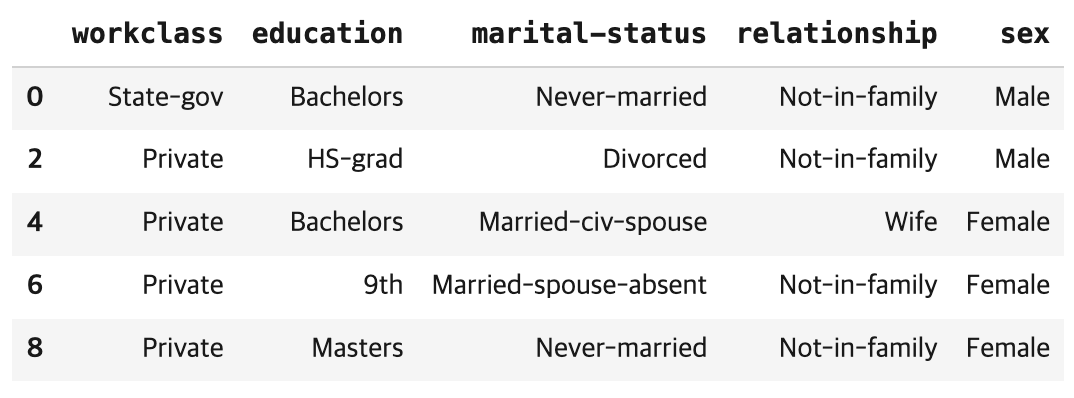 workclass education marital-status relationship sex
0 State-gov Bachelors Never-married Not-in-family Male
2 Private HS-grad Divorced Not-in-family Male
4 Private Bachelors Married-civ-spouse Wife Female
6 Private 9th Married-spouse-absent Not-in-family Female
8 Private Masters Never-married Not-in-family Female